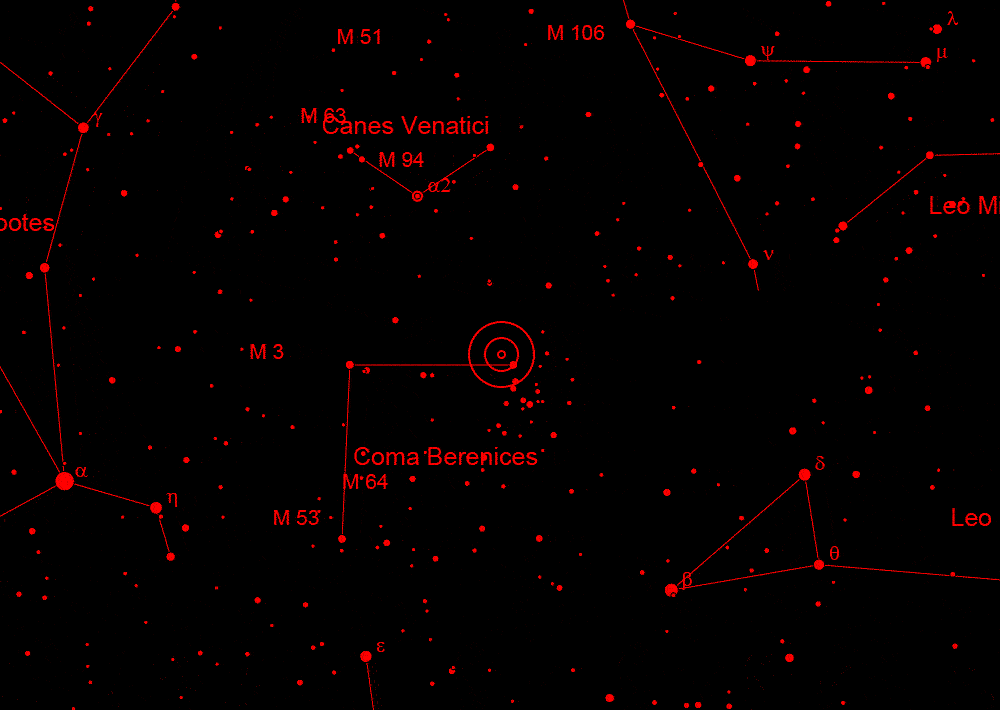 λ
M 51
M 106
ψ
μ
M 63
γ
Canes Venatici
M 94
α2
ootes
Leo M
ν
M 3
Coma Berenices
α
δ
M 64
η
M 53
Leo
θ
β
ε